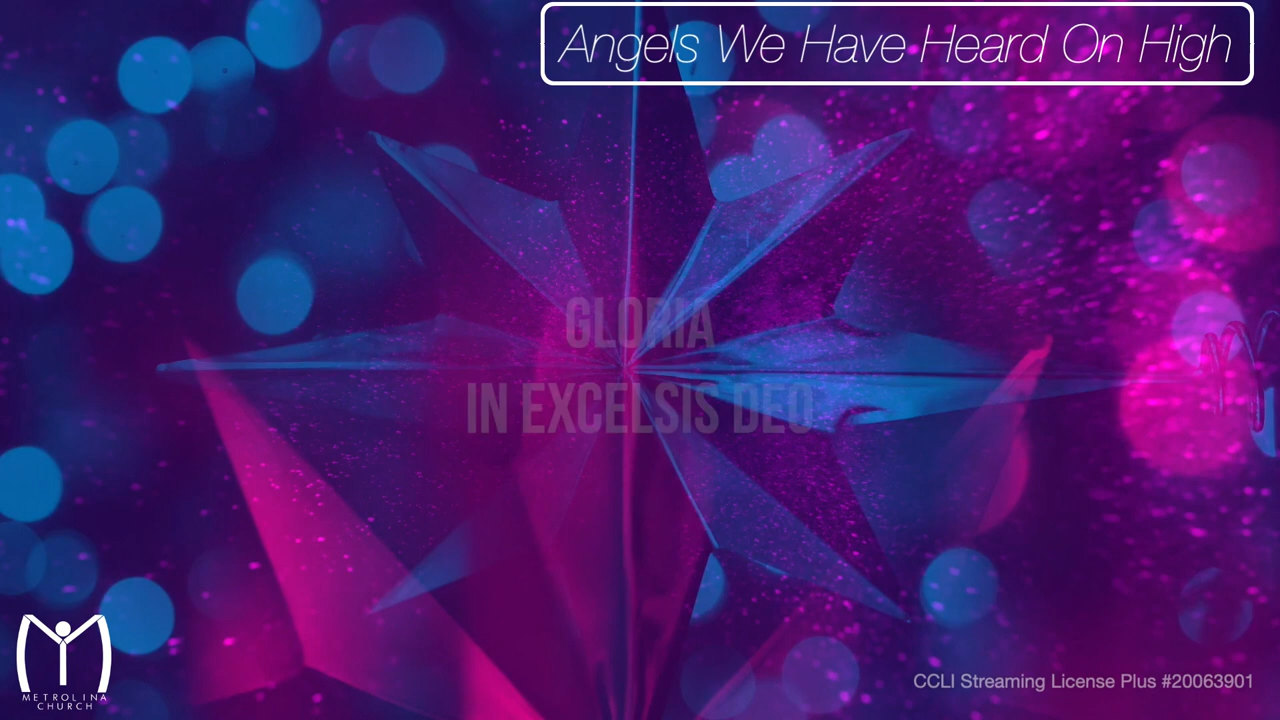 Angels We Have Heard On High
GLORIA
IN EXCELSIS DEO
METROLINA
CHURCH
CCLI Streaming License Plus #20063901